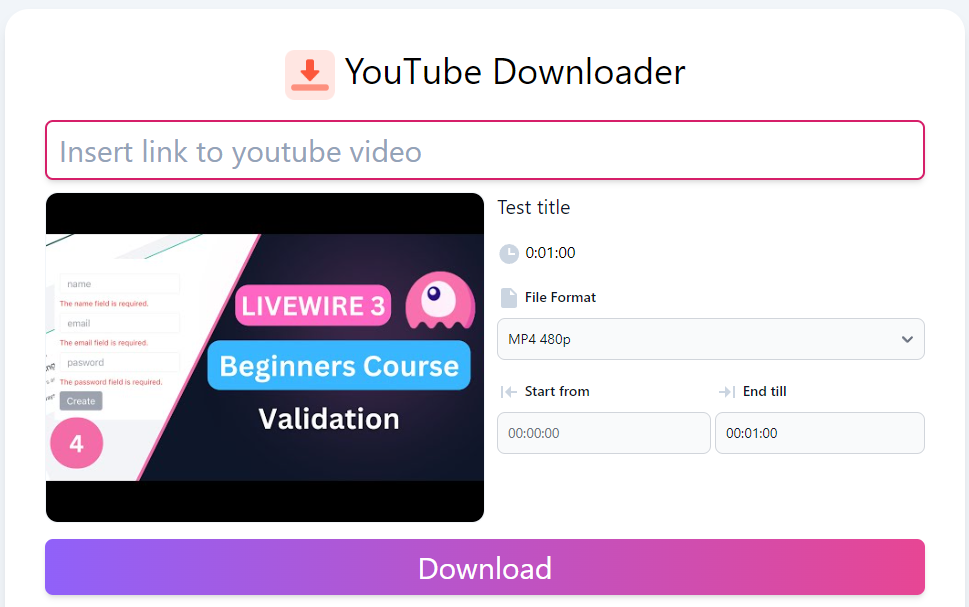 YouTube Downloader
Insert link to youtube video
name
The name field is required.
email
The email field is required.
pasword
The password field is required.
Create
4
LIVEWIRE 3
Beginners Course
Validation
Test title
0:01:00
File Format
MP4 480p
Start from
End till
00:00:00
00:01:00
Download